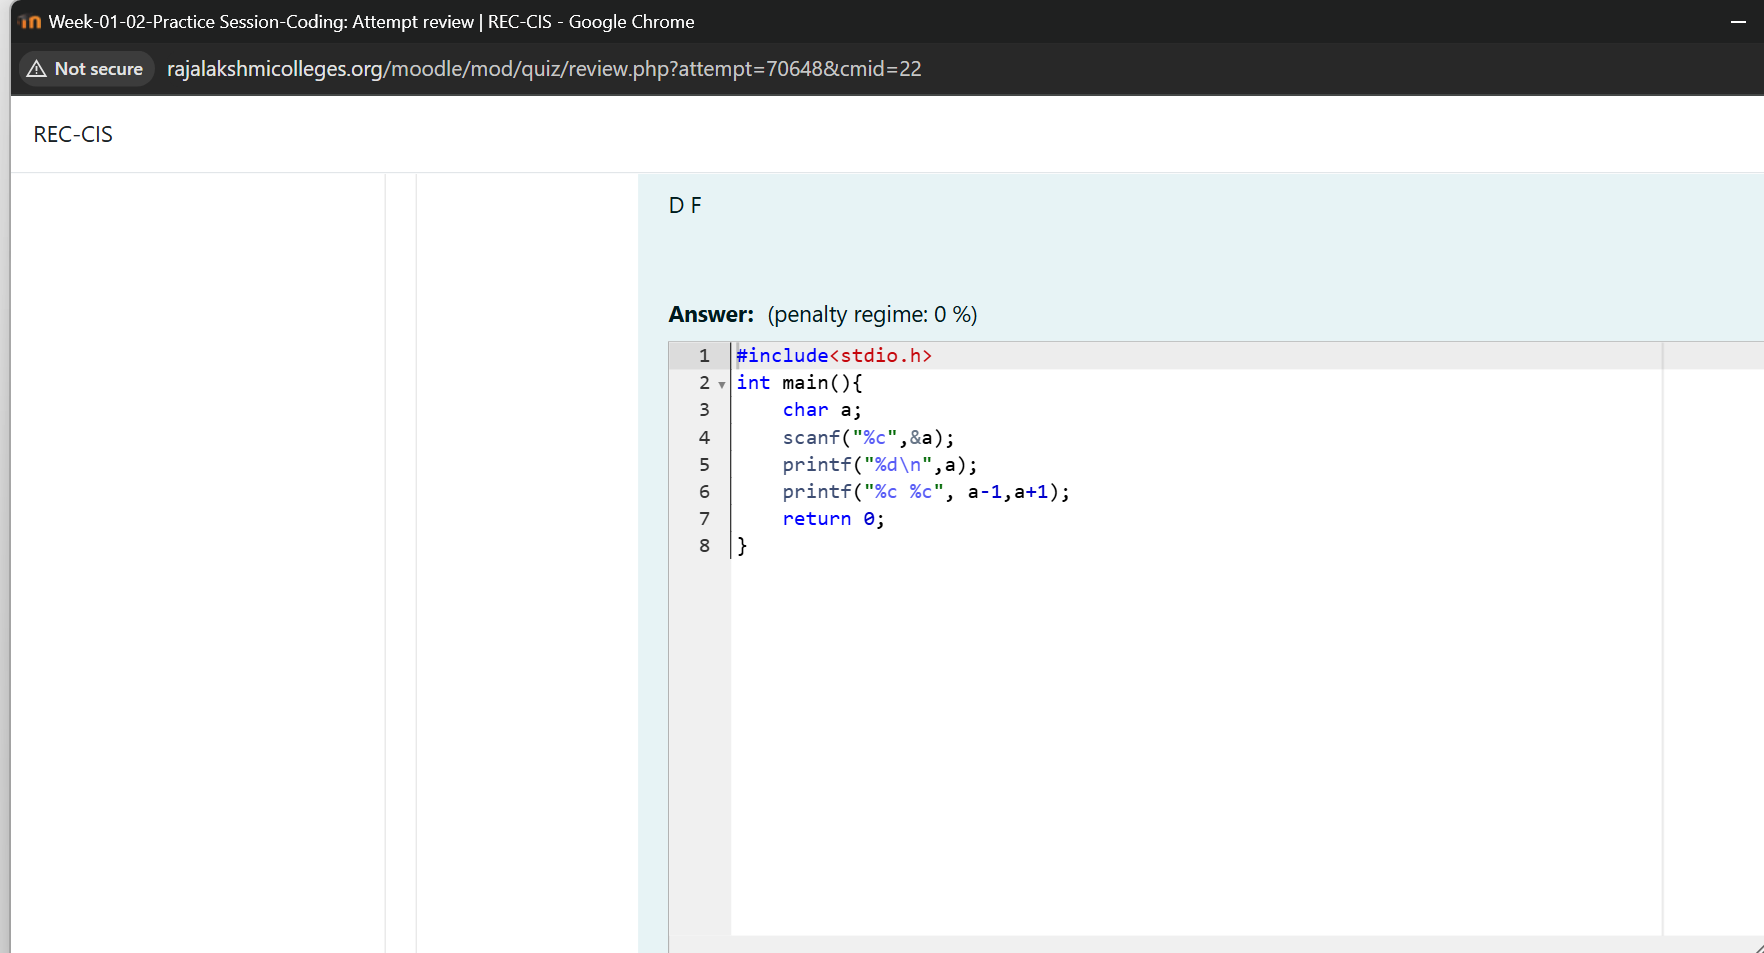 Week-01-02-Practice Session-Coding: Attempt review | REC-CIS - Google Chrome
Not secure rajalakshmicolleges.org/moodle/mod/quiz/review.php?attempt=70648&cmid=22
REC-CIS
D F
Answer: (penalty regime: 0 %)
1 #include<stdio.h>
2 int main(){
3     char a;
4     scanf("%c",&a);
5     printf("%d\n",a);
6     printf("%c %c", a-1,a+1);
7     return 0;
8 }